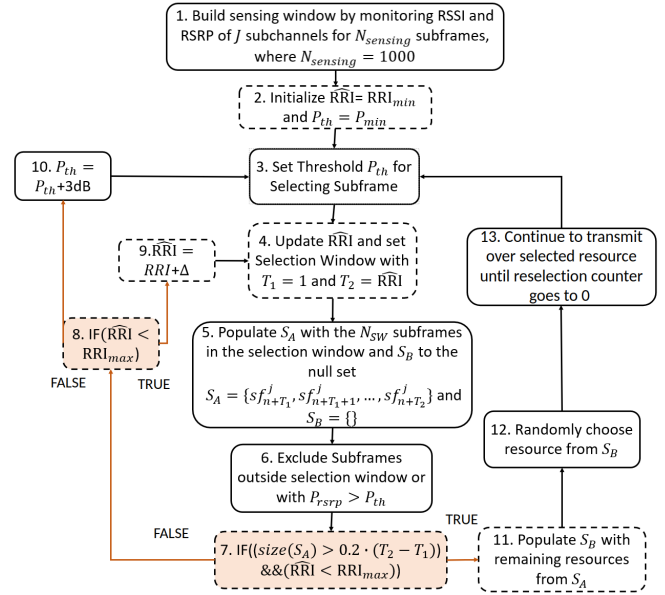 1. Build sensing window by monitoring RSSI and
RSRP of J subchannels for N_sensing subframes,
where N_sensing = 1000
2. Initialize R͡RI= RRI_min
and P_th = P_min
3. Set Threshold P_th for
Selecting Subframe
4. Update R͡RI and set
Selection Window with
T_1 = 1 and T_2 = R͡RI
5. Populate S_A with the N_SW subframes
in the selection window and S_B to the
null set
S_A = {sf^j_{n+T_1}, sf^j_{n+T_1+1}, ..., sf^j_{n+T_2}} and
S_B = {}
6. Exclude Subframes
outside selection window or
with P_rsrp > P_th
7. IF((size(S_A) > 0.2 · (T_2 − T_1))
&&(R͡RI < RRI_max))
FALSE
TRUE
8. IF(R͡RI <
RRI_max)
FALSE
TRUE
9.R͡RI =
RRI+Δ
10. P_th =
P_th+3dB
11. Populate S_B with
remaining resources
from S_A
12. Randomly choose
resource from S_B
13. Continue to transmit
over selected resource
until reselection counter
goes to 0